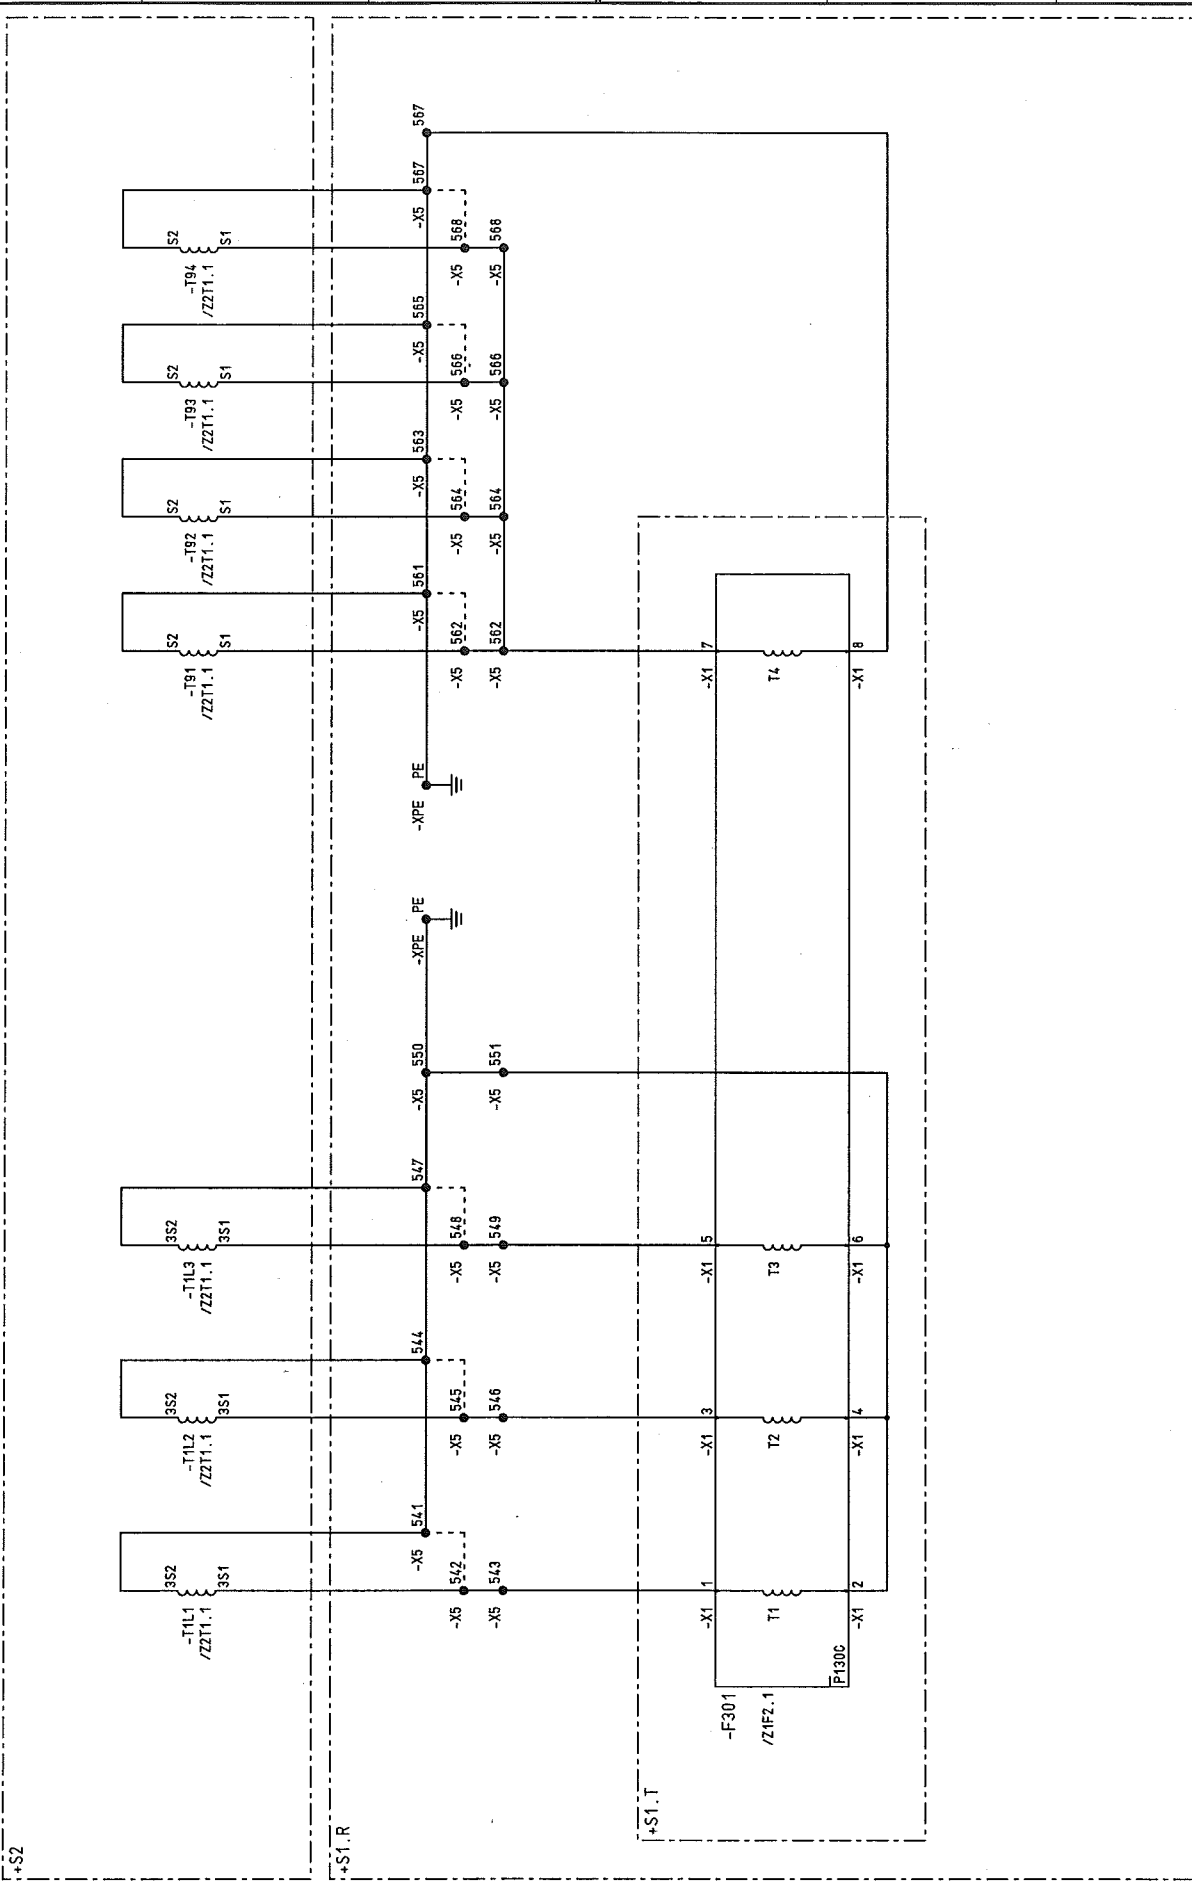 +S2
3S2
-T1L1
/Z2T1.1
3S1
3S2
-T1L2
/Z2T1.1
3S1
3S2
-T1L3
/Z2T1.1
3S1
S2
-T91
/Z2T1.1
S1
S2
-T92
/Z2T1.1
S1
S2
-T93
/Z2T1.1
S1
S2
-T94
/Z2T1.1
S1
+S1.R
-X5 541
544
547
-X5 550
-XPE PE
-XPE PE
-X5 561
-X5 563
-X5 565
-X5 567
567
-X5 542
-X5 545
-X5 548
-X5 562
-X5 564
-X5 566
-X5 568
-X5 543
-X5 546
-X5 549
-X5 551
-X5 562
-X5 564
-X5 566
-X5 568
+S1.T
-X1 1
-X1 3
-X1 5
-X1 7
-F301
/Z1F2.1
T1
T2
T3
T4
P130C
-X1 2
-X1 4
-X1 6
-X1 8